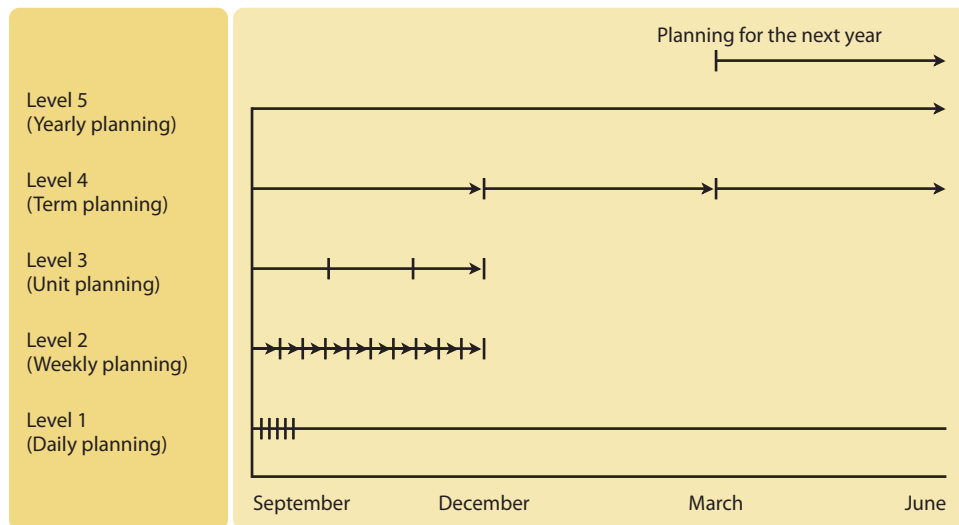 Planning for the next year
Level 5
(Yearly planning)
Level 4
(Term planning)
Level 3
(Unit planning)
Level 2
(Weekly planning)
Level 1
(Daily planning)
September December March June